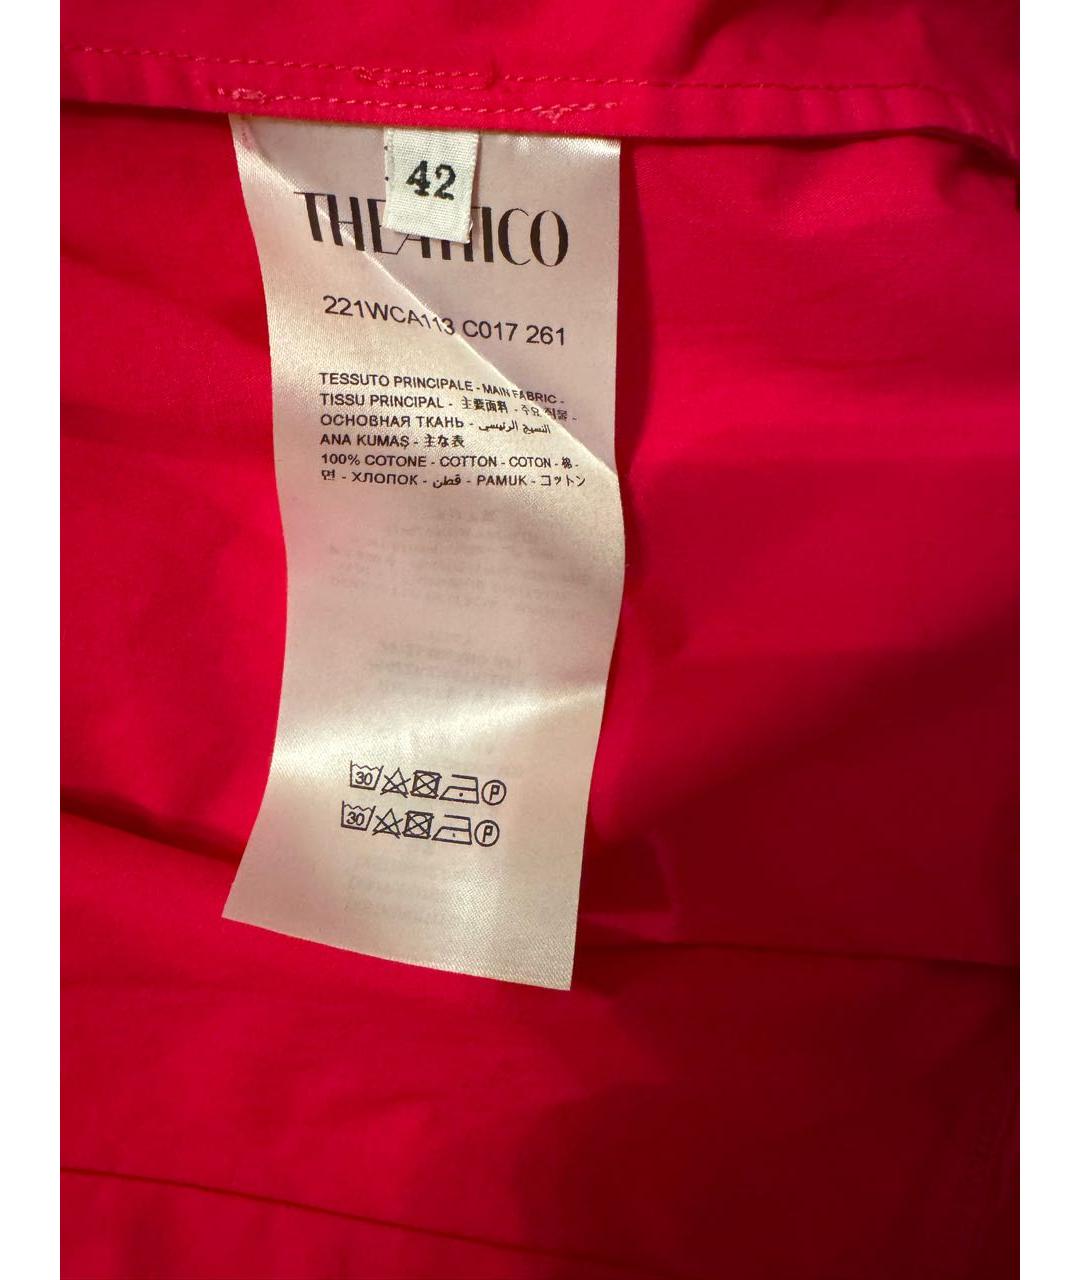 42
THE ATTICO
221WCA113 C017 261
TESSUTO PRINCIPALE - MAIN FABRIC -
TISSU PRINCIPAL - 主要面料 - 주요 직물 -
ОСНОВНАЯ ТКАНЬ - النسيج الرئيسي
ANA KUMAŞ - 主な表
100% COTONE - COTTON - COTON - 棉 -
면 - ХЛОПОК - قطن - PAMUK - コットン
30 P
30 P